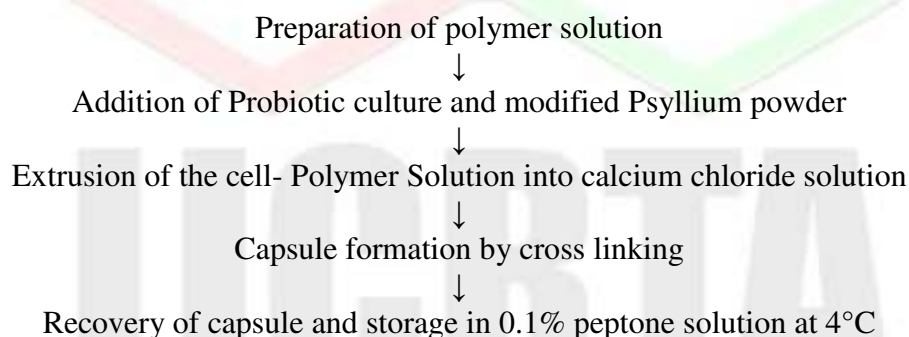 Preparation of polymer solution
↓
Addition of Probiotic culture and modified Psyllium powder
↓
Extrusion of the cell- Polymer Solution into calcium chloride solution
↓
Capsule formation by cross linking
↓
Recovery of capsule and storage in 0.1% peptone solution at 4°C